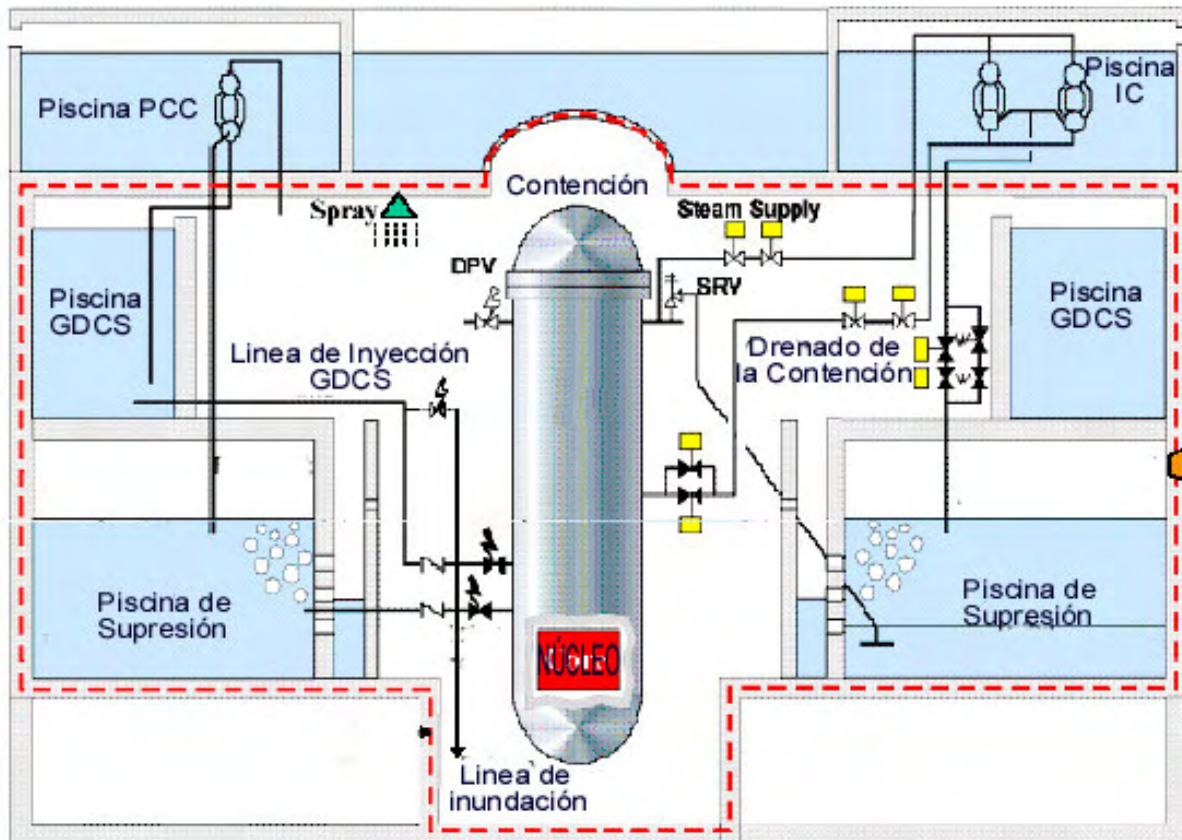 Piscina PCC
Piscina
IC
Contención
Spray
Steam Supply
DPV
SRV
Piscina
GDCS
Piscina
GDCS
Linea de Inyección
GDCS
Drenado de
la Contención
Piscina de
Supresión
Piscina de
Supresión
NÚCLEO
Linea de
inundación